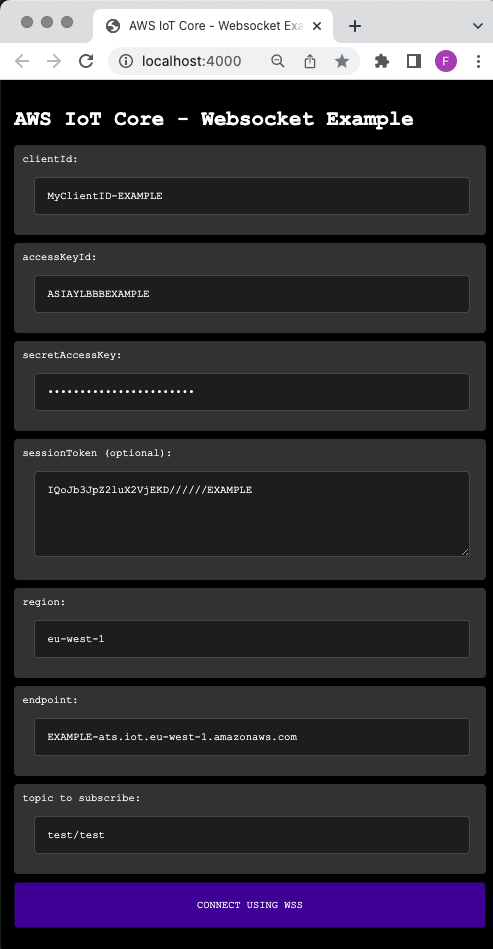 AWS IoT Core - Websocket Exa
localhost:4000
F
AWS IoT Core - Websocket Example
clientId:
MyClientID-EXAMPLE
accessKeyId:
ASIAYLBBBEXAMPLE
secretAccessKey:
•••••••••••••••••••••••
sessionToken (optional):
IQoJb3JpZ2luX2VjEKD//////EXAMPLE
region:
eu-west-1
endpoint:
EXAMPLE-ats.iot.eu-west-1.amazonaws.com
topic to subscribe:
test/test
CONNECT USING WSS